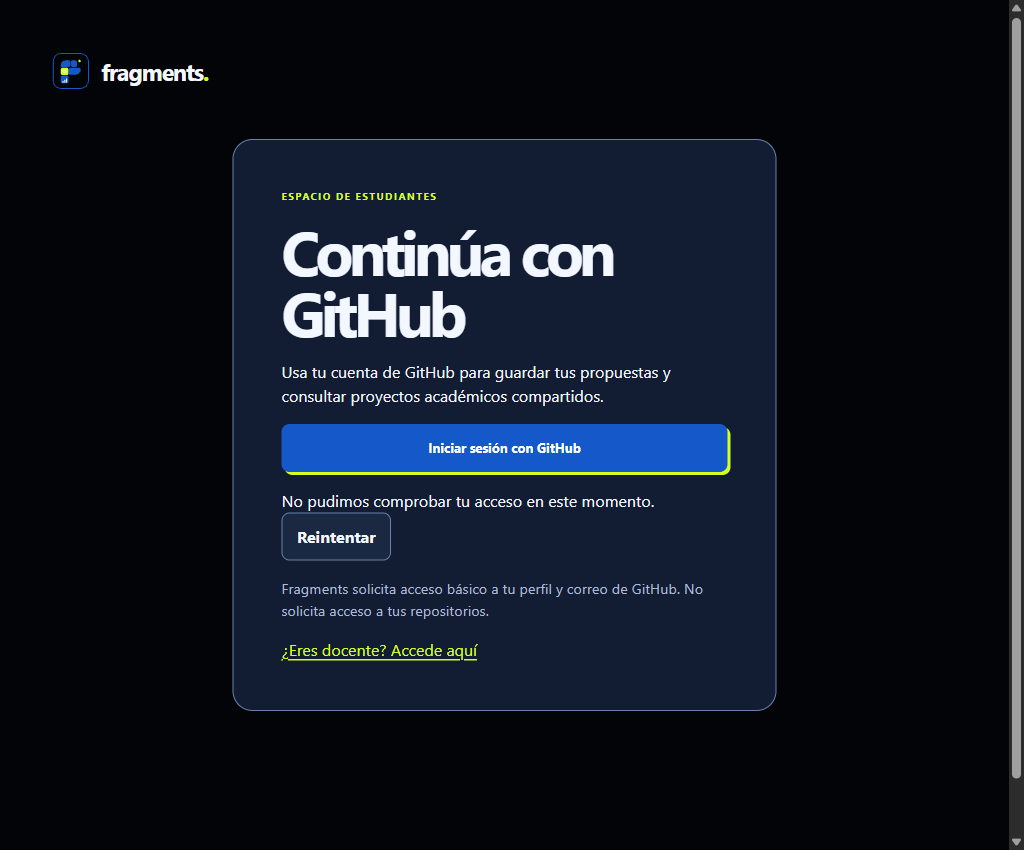 fragments.
ESPACIO DE ESTUDIANTES
Continúa con
GitHub
Usa tu cuenta de GitHub para guardar tus propuestas y
consultar proyectos académicos compartidos.
Iniciar sesión con GitHub
No pudimos comprobar tu acceso en este momento.
Reintentar
Fragments solicita acceso básico a tu perfil y correo de GitHub. No
solicita acceso a tus repositorios.
¿Eres docente? Accede aquí